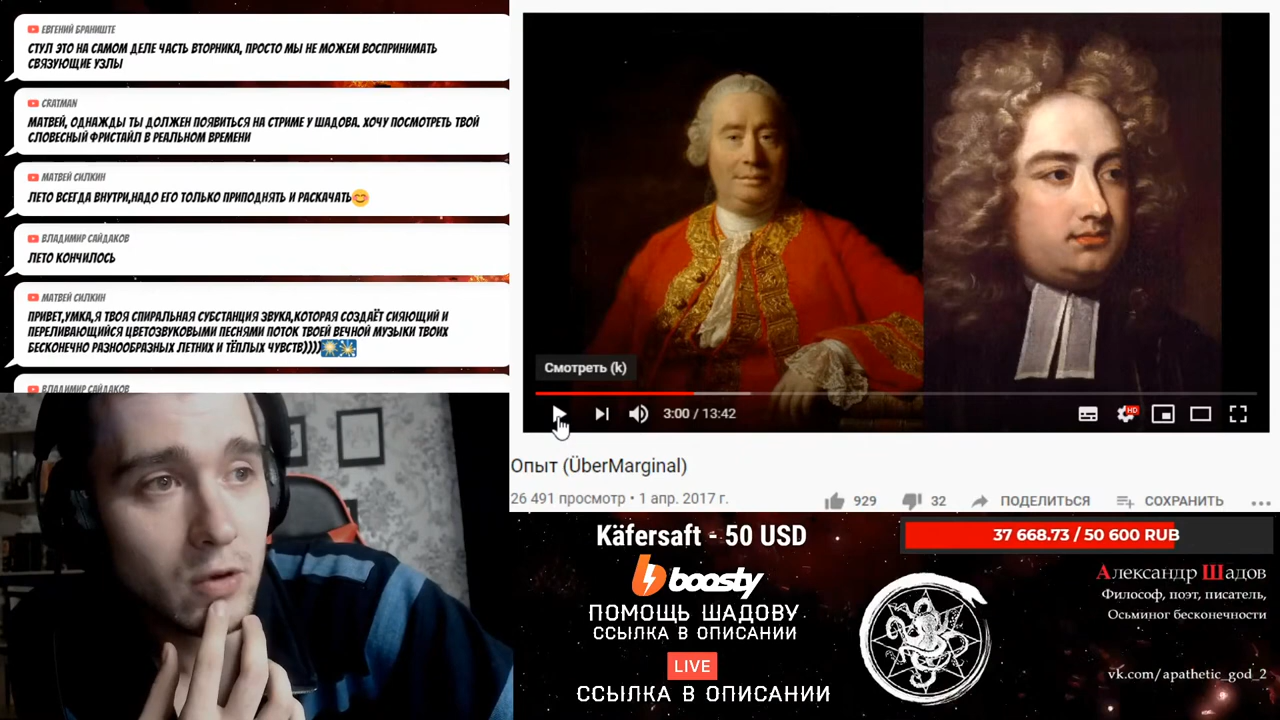 ЕВГЕНИЙ БРАНИШТЕ
СТУЛ ЭТО НА САМОМ ДЕЛЕ ЧАСТЬ ВТОРНИКА, ПРОСТО МЫ НЕ МОЖЕМ ВОСПРИНИМАТЬ
СВЯЗУЮЩИЕ УЗЛЫ
CRATMAN
МАТВЕЙ, ОДНАЖДЫ ТЫ ДОЛЖЕН ПОЯВИТЬСЯ НА СТРИМЕ У ШАДОВА. ХОЧУ ПОСМОТРЕТЬ ТВОЙ
СЛОВЕСНЫЙ ФРИСТАЙЛ В РЕАЛЬНОМ ВРЕМЕНИ
МАТВЕЙ СИЛКИН
ЛЕТО ВСЕГДА ВНУТРИ,НАДО ЕГО ТОЛЬКО ПРИПОДНЯТЬ И РАСКАЧАТЬ😊
ВЛАДИМИР САЙДАКОВ
ЛЕТО КОНЧИЛОСЬ
МАТВЕЙ СИЛКИН
ПРИВЕТ,УМКА,Я ТВОЯ СПИРАЛЬНАЯ СУБСТАНЦИЯ ЗВУКА,КОТОРАЯ СОЗДАЁТ СИЯЮЩИЙ И
ПЕРЕЛИВАЮЩИЙСЯ ЦВЕТОЗВУКОВЫМИ ПЕСНЯМИ ПОТОК ТВОЕЙ ВЕЧНОЙ МУЗЫКИ ТВОИХ
БЕСКОНЕЧНО РАЗНООБРАЗНЫХ ЛЕТНИХ И ТЁПЛЫХ ЧУВСТВ))))🎇🎇
ВЛАДИМИР САЙДАКОВ
Смотреть (k)
3:00 / 13:42
HD
Опыт (ÜberMarginal)
26 491 просмотр • 1 апр. 2017 г.
929
32
ПОДЕЛИТЬСЯ
СОХРАНИТЬ
Käfersaft - 50 USD
boosty
ПОМОЩЬ ШАДОВУ
ССЫЛКА В ОПИСАНИИ
LIVE
ССЫЛКА В ОПИСАНИИ
37 668.73 / 50 600 RUB
Александр Шадов
Философ, поэт, писатель,
Осьминог бесконечности
vk.com/apathetic_god_2